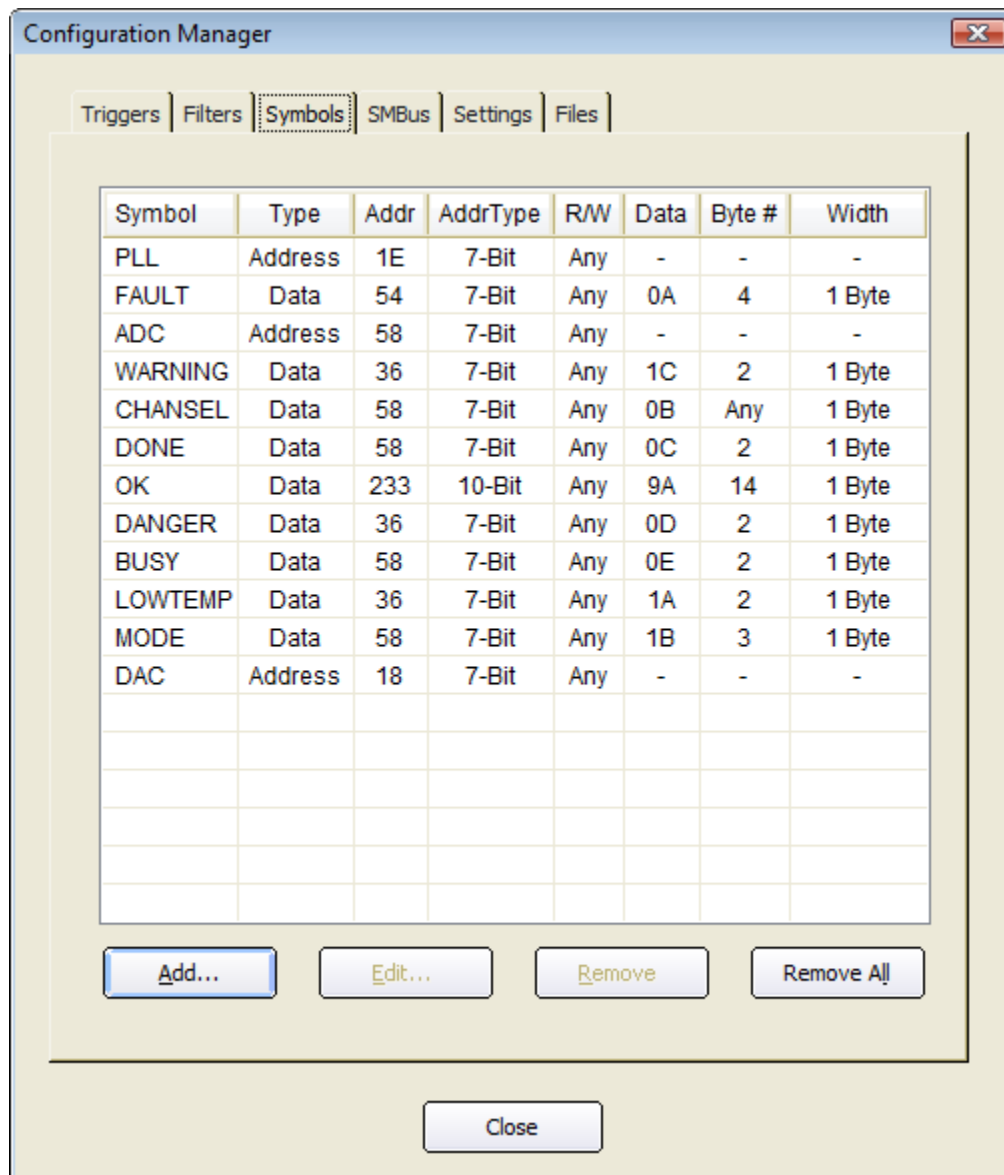 Configuration Manager
Triggers Filters Symbols SMBus Settings Files
Symbol Type Addr AddrType R/W Data Byte # Width
PLL Address 1E 7-Bit Any - - -
FAULT Data 54 7-Bit Any 0A 4 1 Byte
ADC Address 58 7-Bit Any - - -
WARNING Data 36 7-Bit Any 1C 2 1 Byte
CHANSEL Data 58 7-Bit Any 0B Any 1 Byte
DONE Data 58 7-Bit Any 0C 2 1 Byte
OK Data 233 10-Bit Any 9A 14 1 Byte
DANGER Data 36 7-Bit Any 0D 2 1 Byte
BUSY Data 58 7-Bit Any 0E 2 1 Byte
LOWTEMP Data 36 7-Bit Any 1A 2 1 Byte
MODE Data 58 7-Bit Any 1B 3 1 Byte
DAC Address 18 7-Bit Any - - -
Add... Edit... Remove Remove All
Close